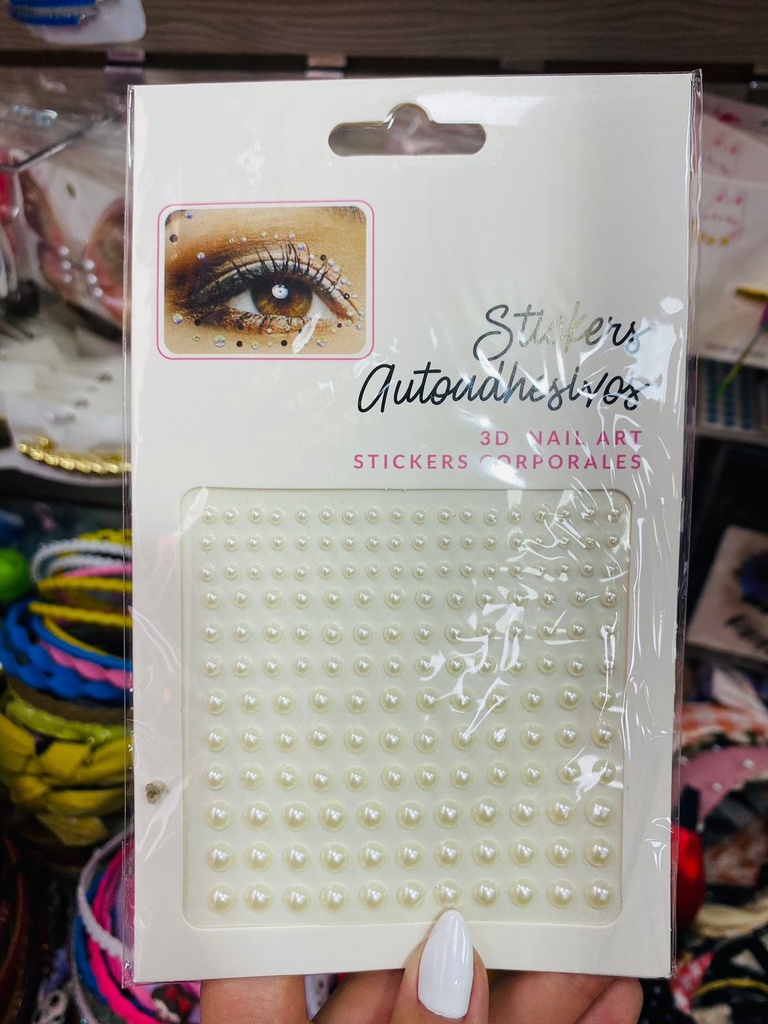 Stickers
Autoadhesivos
3D NAIL ART
STICKERS CORPORALES